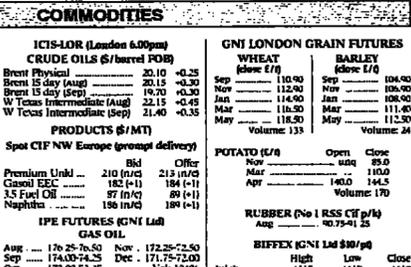 COMMODITIES
ICIS-LOR (London 6.00pm)
CRUDE OILS ($/barrel FOB)
Brent Physical 20.10 +0.25
Brent 15 day (Aug) 20.15 +0.30
Brent 15 day (Sep) 19.70 +0.30
W Texas Intermediate (Aug) 22.15 +0.45
W Texas Intermediate (Sep) 21.40 +0.35
PRODUCTS ($/MT)
Spot CIF NW Europe (prompt delivery)
Bid Offer
Premium Unld 210 (n/c) 213 (n/c)
Gasoil EEC 182 (+1) 184 (+1)
3.5 Fuel Oil 87 (n/c) 89 (+1)
Naphtha 186 (n/c) 189 (+1)
IPE FUTURES (GNI Ltd)
GAS OIL
Aug 176.25-76.50 Nov 172.25-72.50
Sep 174.00-74.25 Dec 171.75-72.00
GNI LONDON GRAIN FUTURES
WHEAT
(close £/t)
Sep 110.90
Nov 112.90
Jan 114.90
Mar 116.50
May 118.50
Volume: 133
BARLEY
(close £/t)
Sep 104.90
Nov 106.90
Jan 108.90
Mar 111.40
May 112.50
Volume: 24
POTATO (£/t) Open Close
Nov unq 85.0
Mar 110.0
Apr 140.0 144.5
Volume: 170
RUBBER (No 1 RSS Cif p/k)
Aug 90.75-91.25
BIFFEX (GNI Ltd $10/pt)
High Low Close